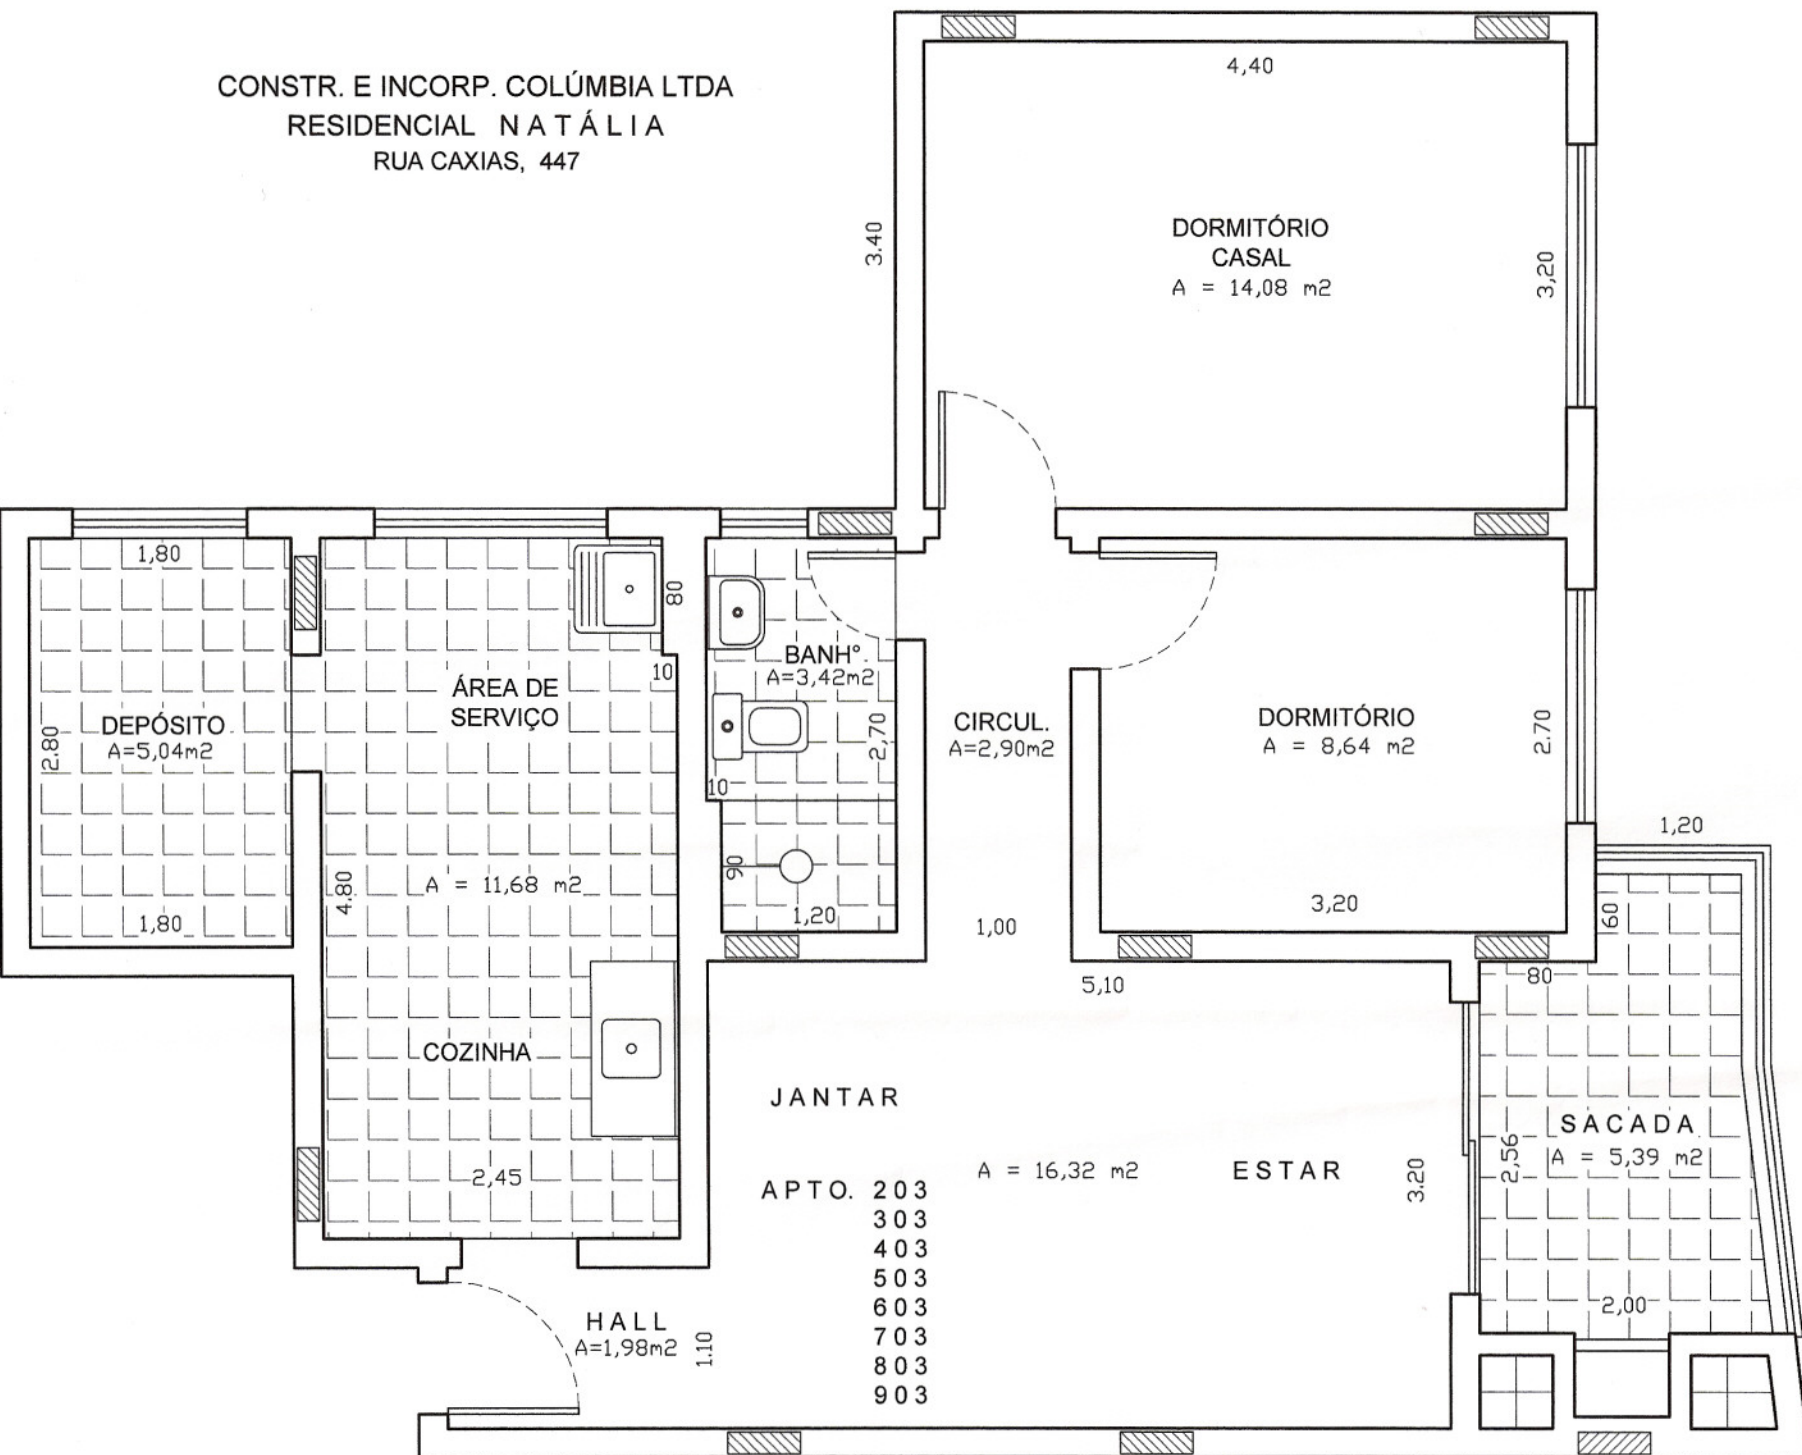 CONSTR. E INCORP. COLÚMBIA LTDA
RESIDENCIAL NATÁLIA
RUA CAXIAS, 447
4,40
3.40
DORMITÓRIO
CASAL
A = 14,08 m2
3,20
1,80
80
10
BANH°
A=3,42m2
ÁREA DE
SERVIÇO
DEPÓSITO
A=5,04m2
2.80
2,70
10
CIRCUL.
A=2,90m2
DORMITÓRIO
A = 8,64 m2
2.70
1,20
90
4.80
A = 11,68 m2
1,80
1,20
1,00
3,20
60
5,10
80
COZINHA
JANTAR
SACADA
A = 5,39 m2
2,56
2,45
A = 16,32 m2
ESTAR
3.20
APTO. 203
303
403
503
603
703
803
903
2,00
HALL
A=1,98m2
1.10